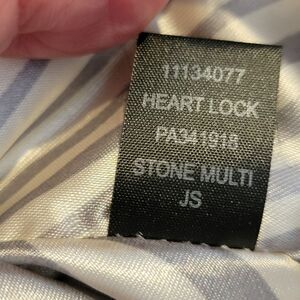 11134077
HEART LOCK
PA341918
STONE MULTI
JS